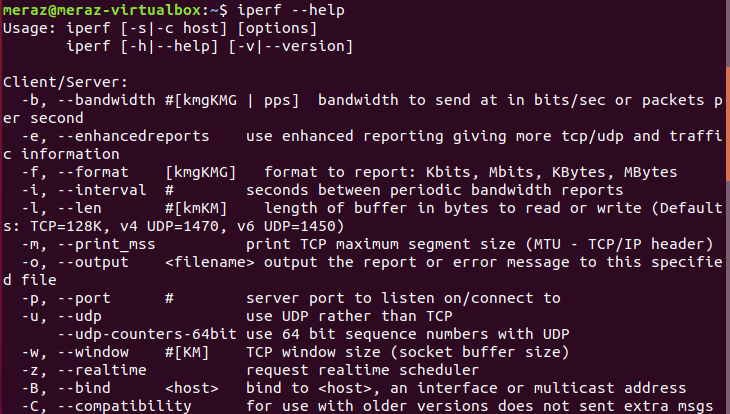 meraz@meraz-virtualbox:~$ iperf --help
Usage: iperf [-s|-c host] [options]
       iperf [-h|--help] [-v|--version]

Client/Server:
  -b, --bandwidth #[kmgKMG | pps]  bandwidth to send at in bits/sec or packets p
er second
  -e, --enhancedreports    use enhanced reporting giving more tcp/udp and traffi
c information
  -f, --format    [kmgKMG]   format to report: Kbits, Mbits, KBytes, MBytes
  -i, --interval  #        seconds between periodic bandwidth reports
  -l, --len       #[kmKM]    length of buffer in bytes to read or write (Default
s: TCP=128K, v4 UDP=1470, v6 UDP=1450)
  -m, --print_mss          print TCP maximum segment size (MTU - TCP/IP header)
  -o, --output    <filename> output the report or error message to this specifie
d file
  -p, --port      #        server port to listen on/connect to
  -u, --udp                use UDP rather than TCP
      --udp-counters-64bit use 64 bit sequence numbers with UDP
  -w, --window    #[KM]    TCP window size (socket buffer size)
  -z, --realtime           request realtime scheduler
  -B, --bind      <host>   bind to <host>, an interface or multicast address
  -C, --compatibility      for use with older versions does not sent extra msgs